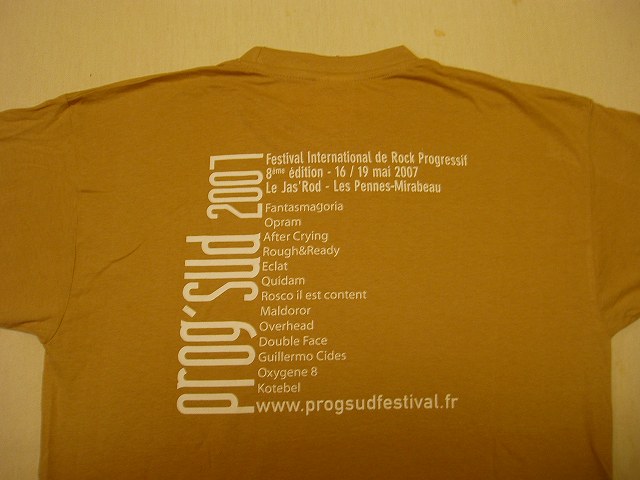 prog'sud 2007
Festival International de Rock Progressif
8ème édition - 16 / 19 mai 2007
Le Jas'Rod - Les Pennes-Mirabeau
Fantasmagoria
Opram
After Crying
Rough&Ready
Eclat
Quidam
Rosco il est content
Maldoror
Overhead
Double Face
Guillermo Cides
Oxygene 8
Kotebel
www.progsudfestival.fr